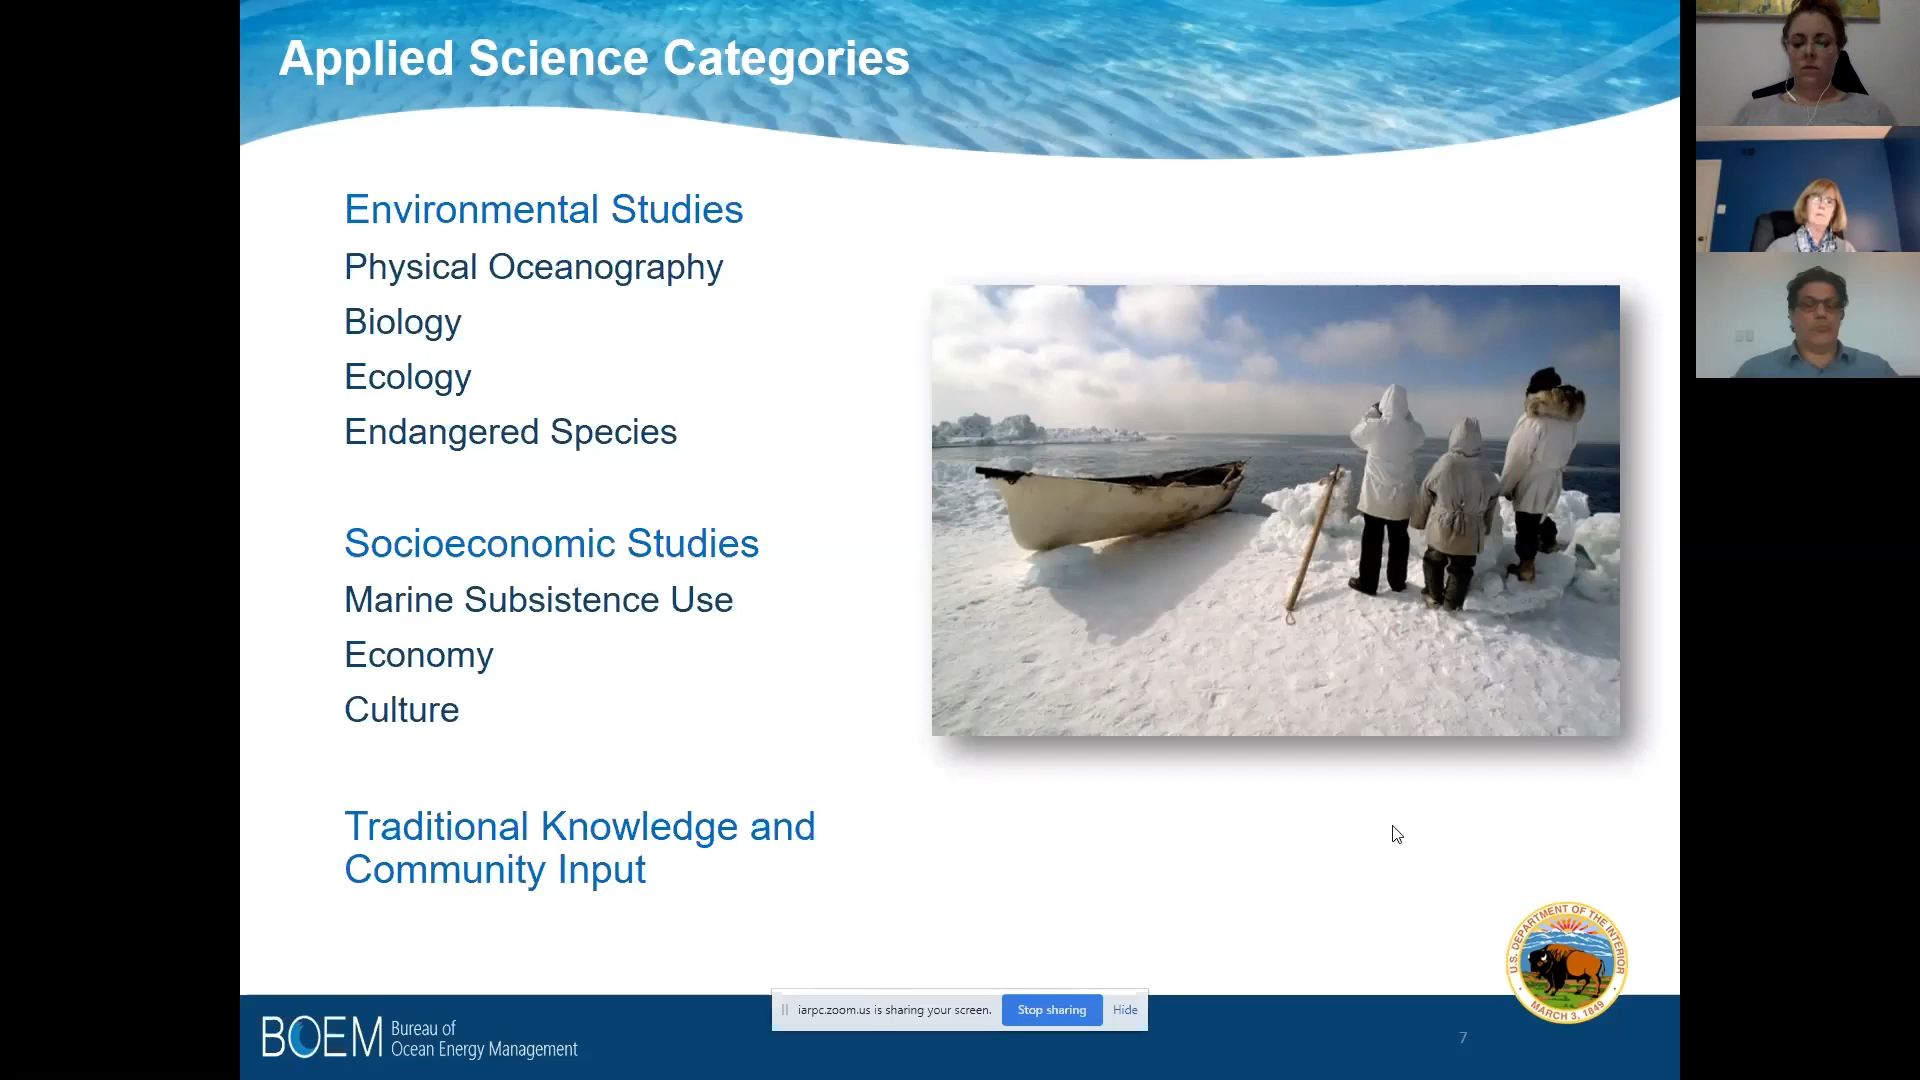 Applied Science Categories
Environmental Studies
Physical Oceanography
Biology
Ecology
Endangered Species
Socioeconomic Studies
Marine Subsistence Use
Economy
Culture
Traditional Knowledge and
Community Input
U.S. DEPARTMENT OF THE INTERIOR
MARCH 3, 1849
iarpc.zoom.us is sharing your screen.
Stop sharing
Hide
BOEM
Bureau of
Ocean Energy Management
7